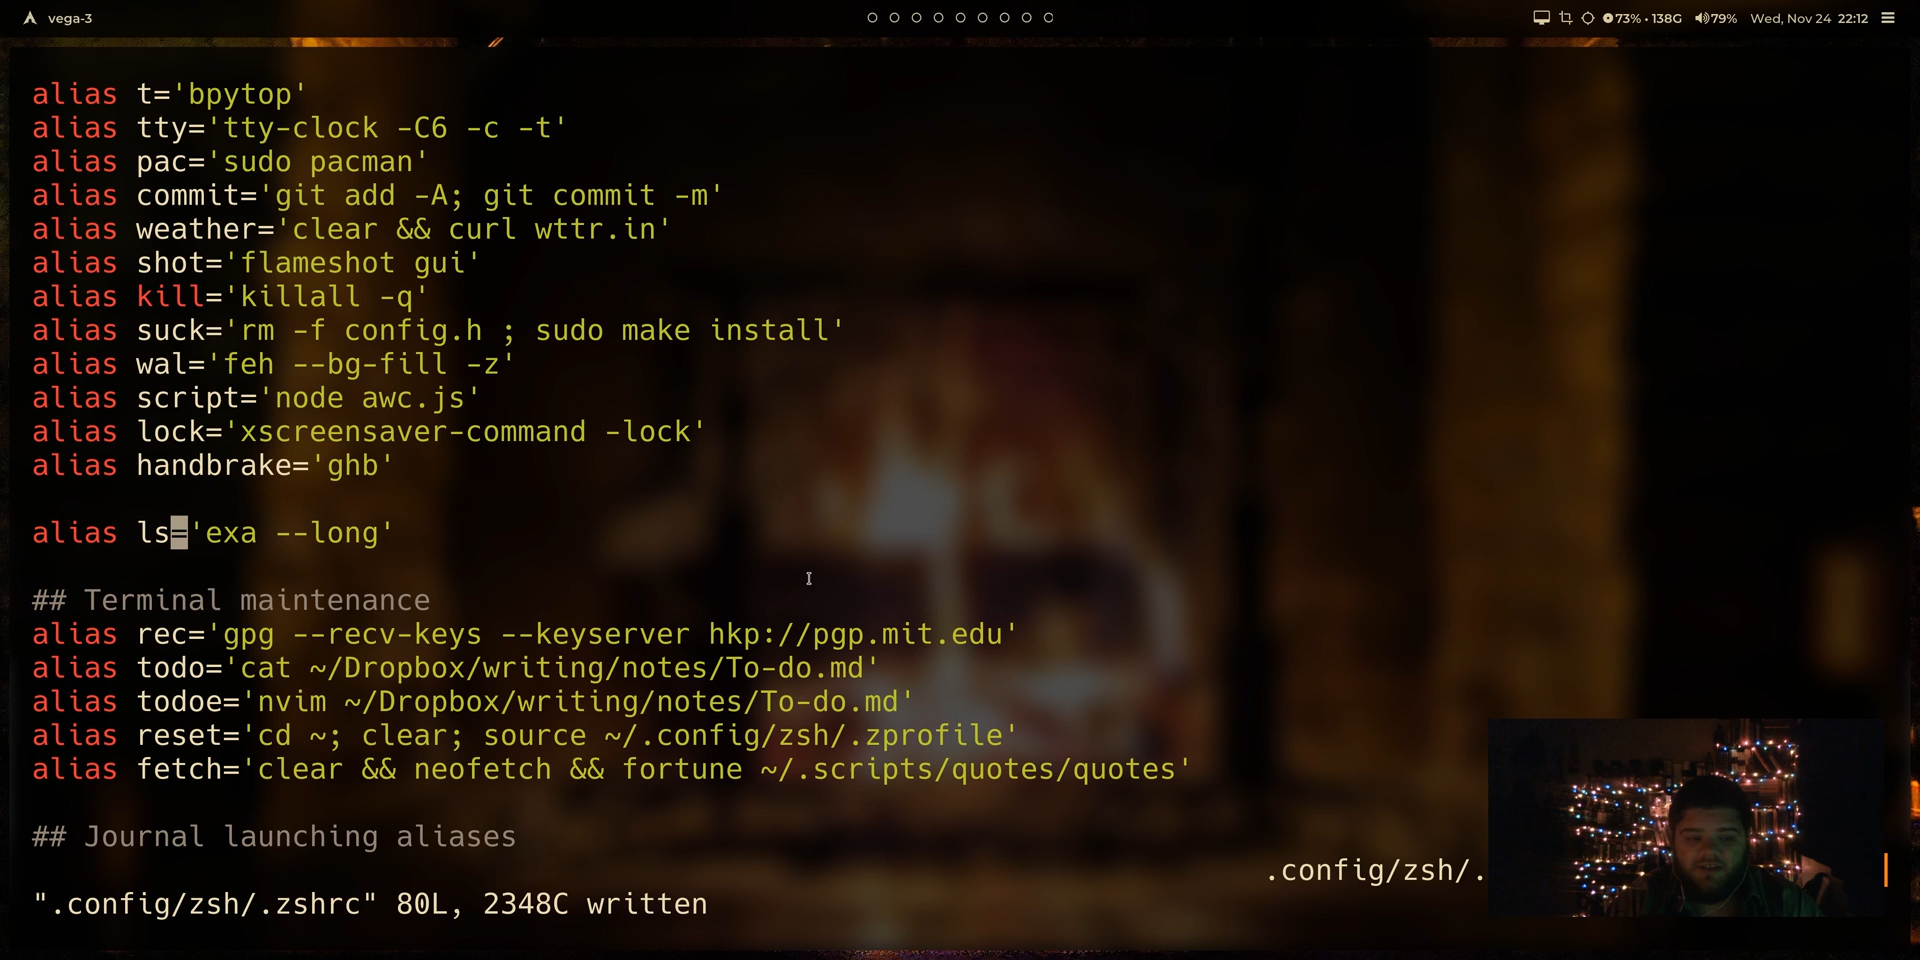 vega-3
73% • 138G 79% Wed, Nov 24 22:12
alias t='bpytop'
alias tty='tty-clock -C6 -c -t'
alias pac='sudo pacman'
alias commit='git add -A; git commit -m'
alias weather='clear && curl wttr.in'
alias shot='flameshot gui'
alias kill='killall -q'
alias suck='rm -f config.h ; sudo make install'
alias wal='feh --bg-fill -z'
alias script='node awc.js'
alias lock='xscreensaver-command -lock'
alias handbrake='ghb'
alias ls='exa --long'
## Terminal maintenance
alias rec='gpg --recv-keys --keyserver hkp://pgp.mit.edu'
alias todo='cat ~/Dropbox/writing/notes/To-do.md'
alias todoe='nvim ~/Dropbox/writing/notes/To-do.md'
alias reset='cd ~; clear; source ~/.config/zsh/.zprofile'
alias fetch='clear && neofetch && fortune ~/.scripts/quotes/quotes'
## Journal launching aliases
.config/zsh/.
".config/zsh/.zshrc" 80L, 2348C written